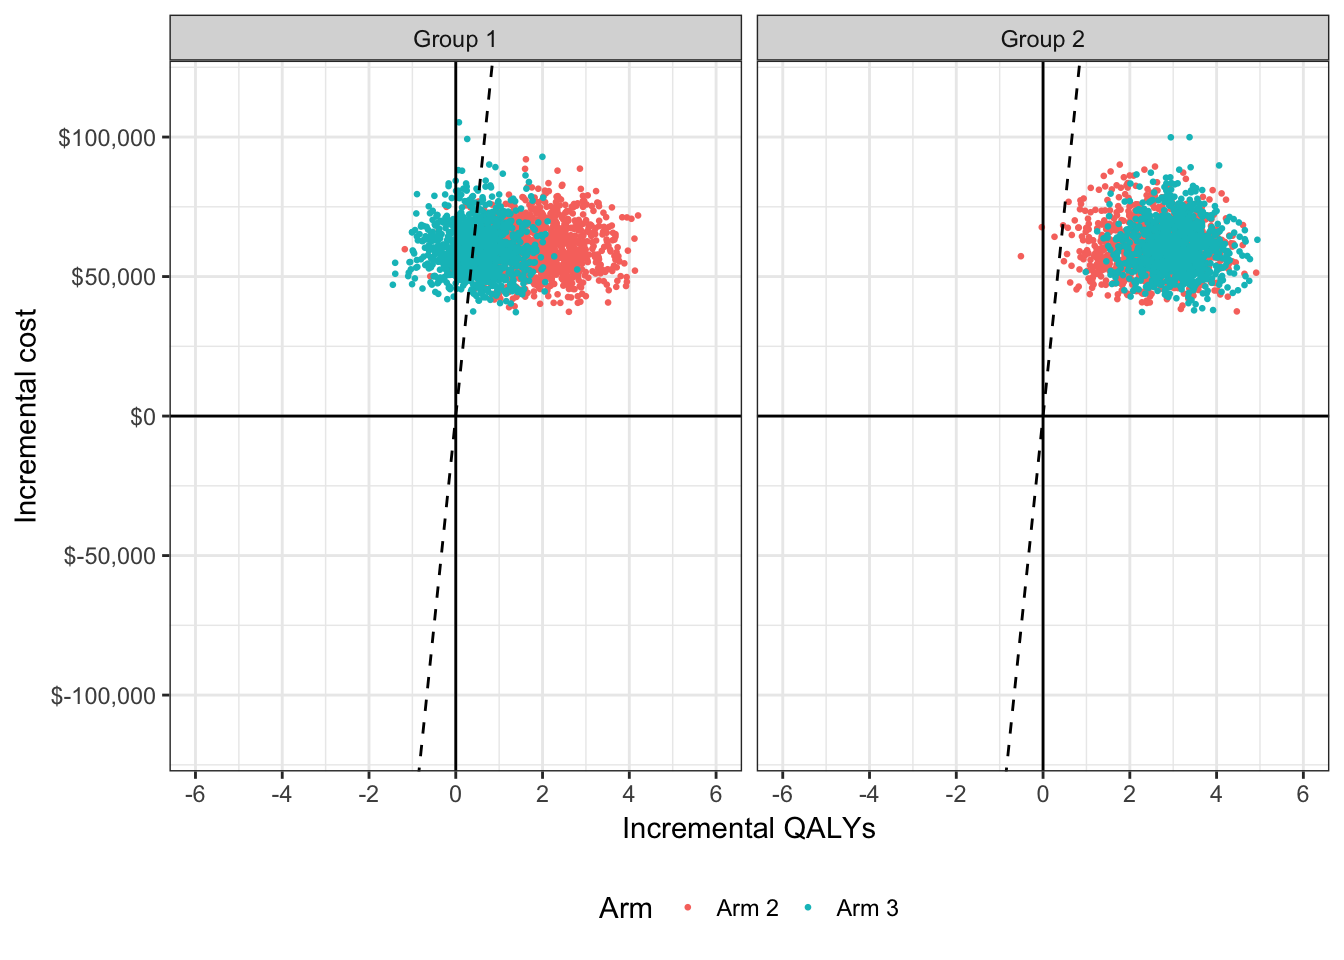 Group 1
Group 2
Incremental cost
$100,000
$50,000
$0
$-50,000
$-100,000
-6 -4 -2 0 2 4 6
-6 -4 -2 0 2 4 6
Incremental QALYs
Arm Arm 2 Arm 3